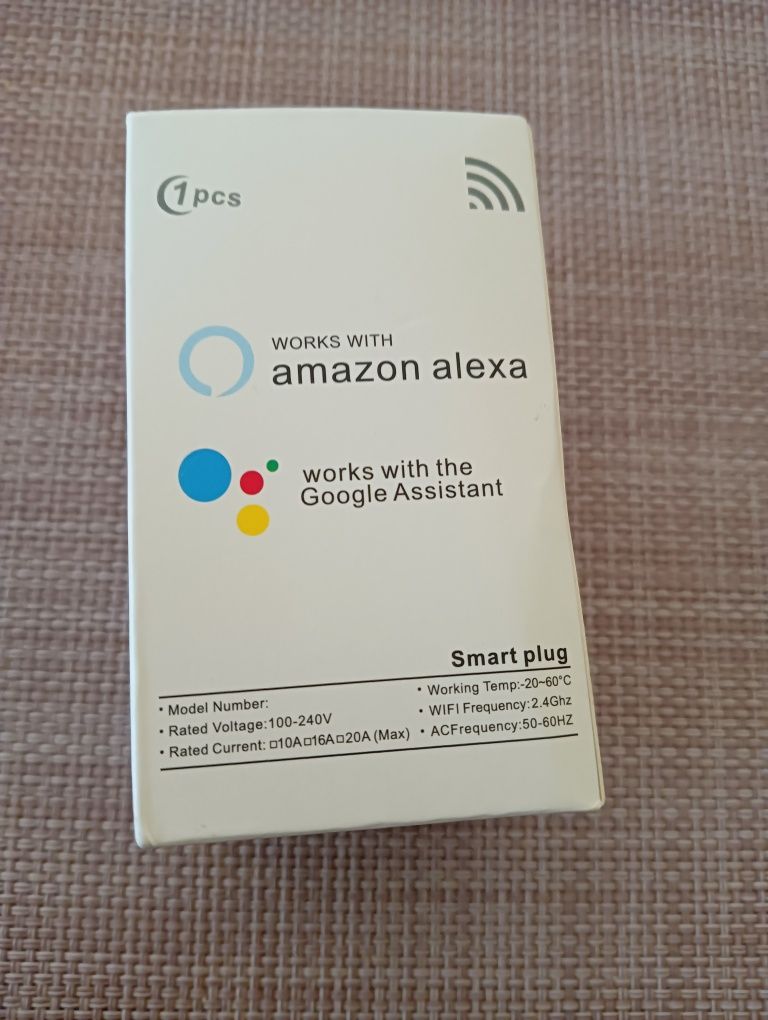 1pcs
WORKS WITH
amazon alexa
works with the
Google Assistant
Smart plug
• Model Number:
• Rated Voltage:100-240V
• Rated Current: □10A□16A□20A (Max)
• Working Temp:-20~60°C
• WIFI Frequency:2.4Ghz
• ACFrequency:50-60HZ